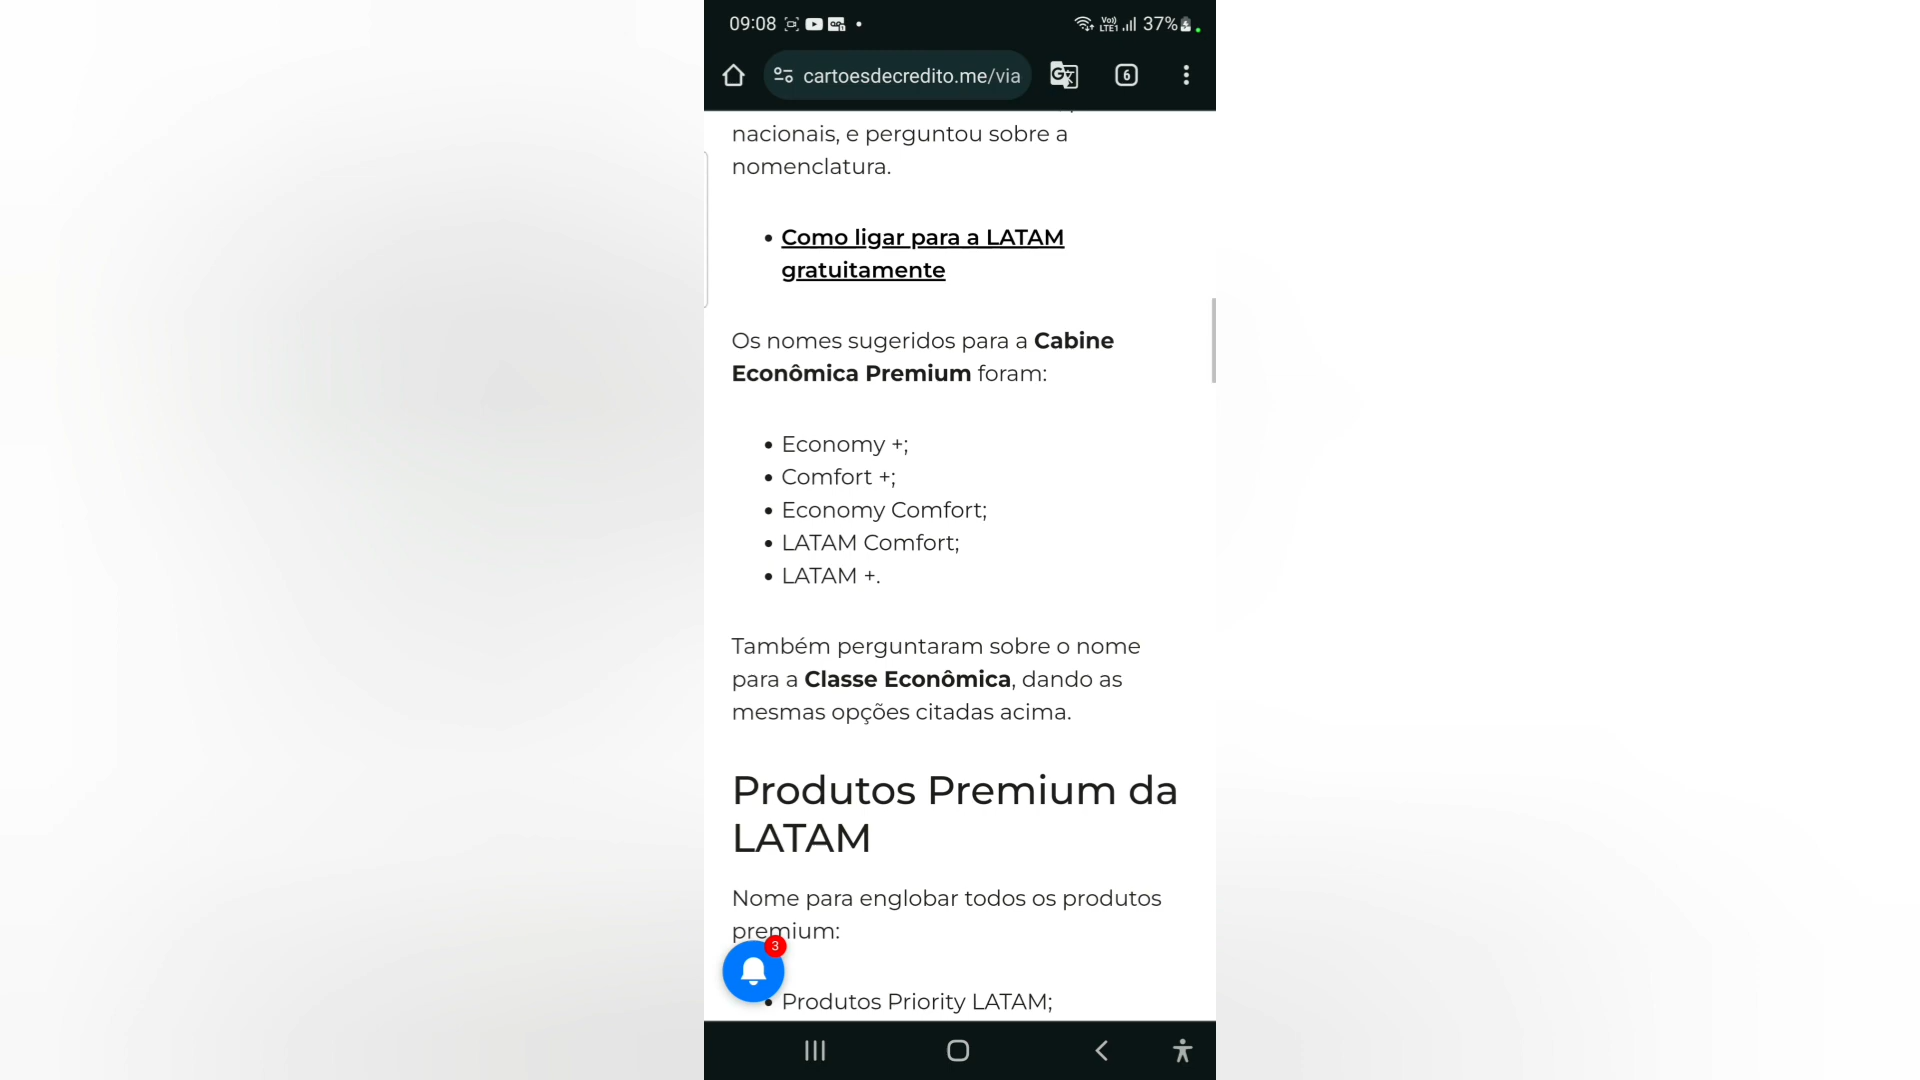 09:08
LTE1 37%
cartoesdecredito.me/via
6
nacionais, e perguntou sobre a
nomenclatura.
• Como ligar para a LATAM
gratuitamente
Os nomes sugeridos para a Cabine
Econômica Premium foram:
• Economy +;
• Comfort +;
• Economy Comfort;
• LATAM Comfort;
• LATAM +.
Também perguntaram sobre o nome
para a Classe Econômica, dando as
mesmas opções citadas acima.
Produtos Premium da
LATAM
Nome para englobar todos os produtos
premium:
3
• Produtos Priority LATAM;